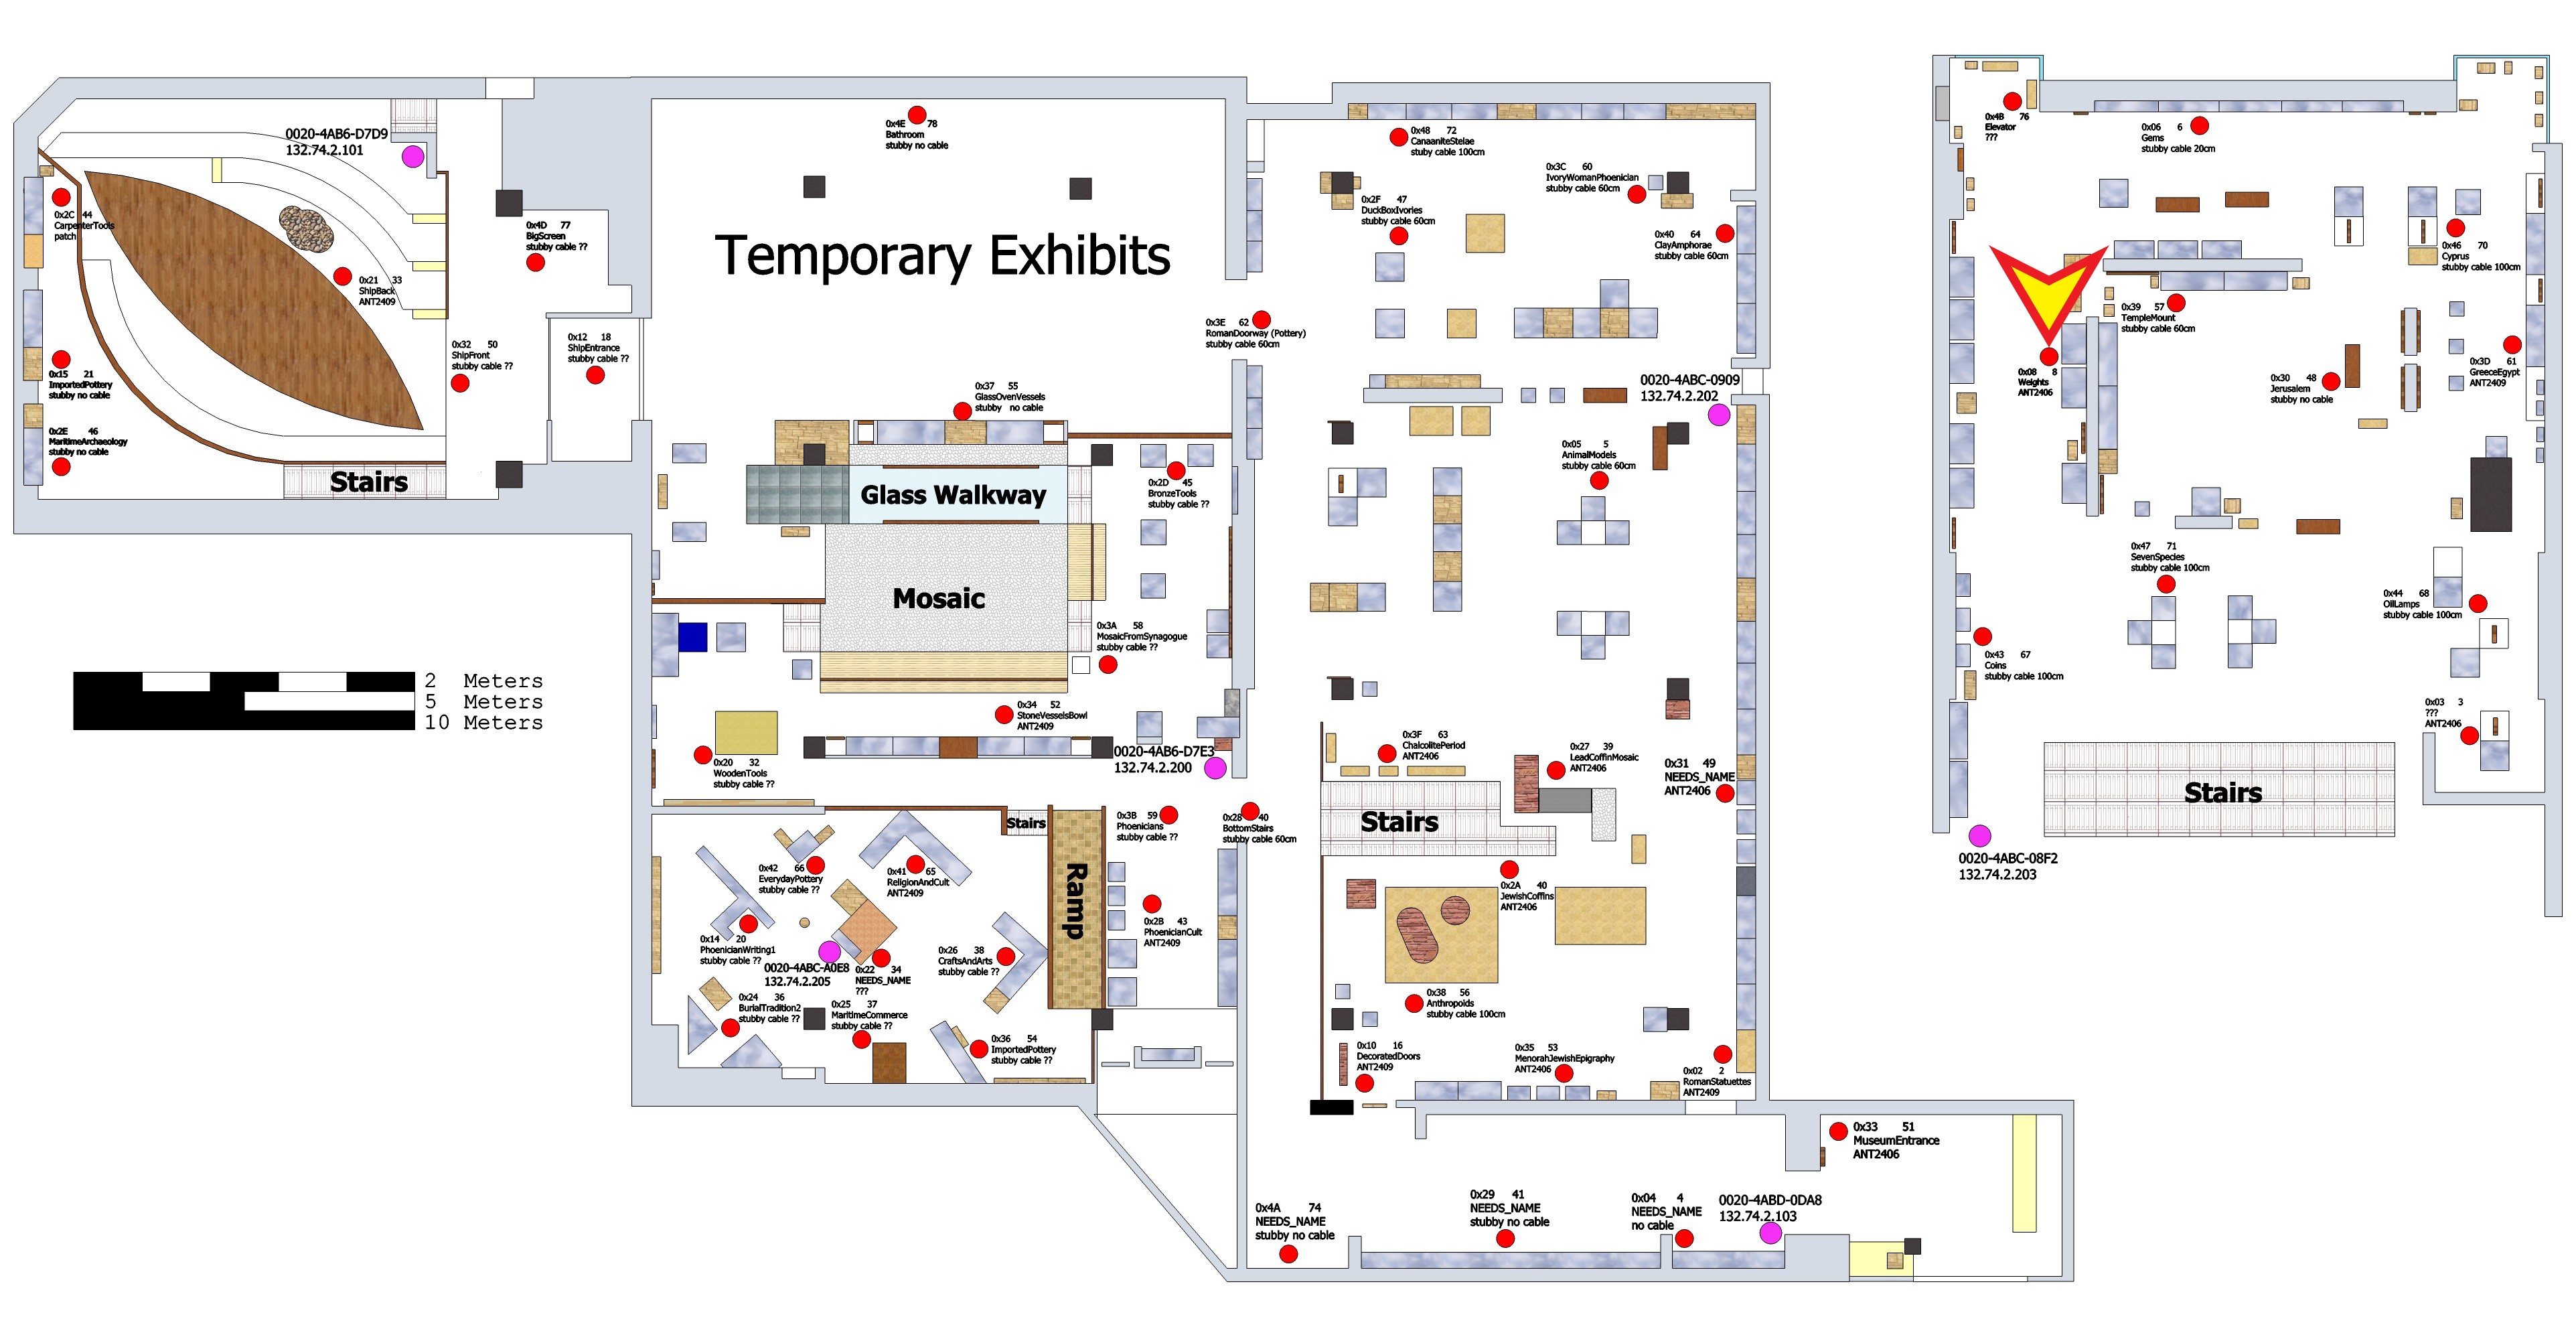 0020-4AB6-D7D9
132.74.2.101
0x2C 44
CarpenterTools
patch
0x21 33
ShipBack
ANT2409
0x15 21
ImportedPottery
stubby no cable
0x2E 46
MaritimeArchaeology
stubby no cable
Stairs
0x32 50
ShipFront
stubby cable ??
0x4D 77
BigScreen
stubby cable ??
0x12 18
ShipEntrance
stubby cable ??
2 Meters
5 Meters
10 Meters
0x4E 78
Bathroom
stubby no cable
Temporary Exhibits
0x3E 62
RomanDoorway (Pottery)
stubby cable 60cm
0x37 55
GlassOvenVessels
stubby no cable
Glass Walkway
Mosaic
0x2D 45
BronzeTools
stubby cable ??
0x3A 58
MosaicFromSynagogue
stubby cable ??
0x34 52
StoneVesselsBowl
ANT2409
0x20 32
WoodenTools
stubby cable ??
0020-4AB6-D7E3
132.74.2.200
Stairs
Ramp
0x3B 59
Phoenicians
stubby cable ??
0x28 40
BottomStairs
stubby cable 60cm
0x42 66
EverydayPottery
stubby cable ??
0x41 65
ReligionAndCult
ANT2409
0x14 20
PhoenicianWriting1
stubby cable ??
0020-4ABC-A0E8
132.74.2.205
0x22 34
NEEDS_NAME
???
0x26 38
CraftsAndArts
stubby cable ??
0x2B 43
PhoenicianCult
ANT2409
0x24 36
BurialTradition2
stubby cable ??
0x25 37
MaritimeCommerce
stubby cable ??
0x36 54
ImportedPottery
stubby cable ??
0x48 72
CanaaniteStelae
stuby cable 100cm
0x3C 60
IvoryWomanPhoenician
stubby cable 60cm
0x2F 47
DuckBoxIvories
stubby cable 60cm
0x40 64
ClayAmphorae
stubby cable 60cm
0020-4ABC-0909
132.74.2.202
0x05 5
AnimalModels
stubby cable 60cm
0x3F 63
ChalcolitePeriod
ANT2406
0x27 39
LeadCoffinMosaic
ANT2406
0x31 49
NEEDS_NAME
ANT2406
Stairs
0x2A 40
JewishCoffins
ANT2406
0x38 56
Anthropoids
stubby cable 100cm
0x10 16
DecoratedDoors
ANT2409
0x35 53
MenorahJewishEpigraphy
ANT2406
0x02 2
RomanStatuettes
ANT2409
0x33 51
MuseumEntrance
ANT2406
0x4A 74
NEEDS_NAME
stubby no cable
0x29 41
NEEDS_NAME
stubby no cable
0x04 4
NEEDS_NAME
no cable
0020-4ABD-0DA8
132.74.2.103
0x4B 76
Elevator
???
0x06 6
Gems
stubby cable 20cm
0x46 70
Cyprus
stubby cable 100cm
0x39 57
TempleMount
stubby cable 60cm
0x08 8
Weights
ANT2406
0x30 48
Jerusalem
stubby no cable
0x3D 61
GreeceEgypt
ANT2409
0x47 71
SevenSpecies
stubby cable 100cm
0x44 68
OilLamps
stubby cable 100cm
0x43 67
Coins
stubby cable 100cm
0x03 3
???
ANT2406
Stairs
0020-4ABC-08F2
132.74.2.203